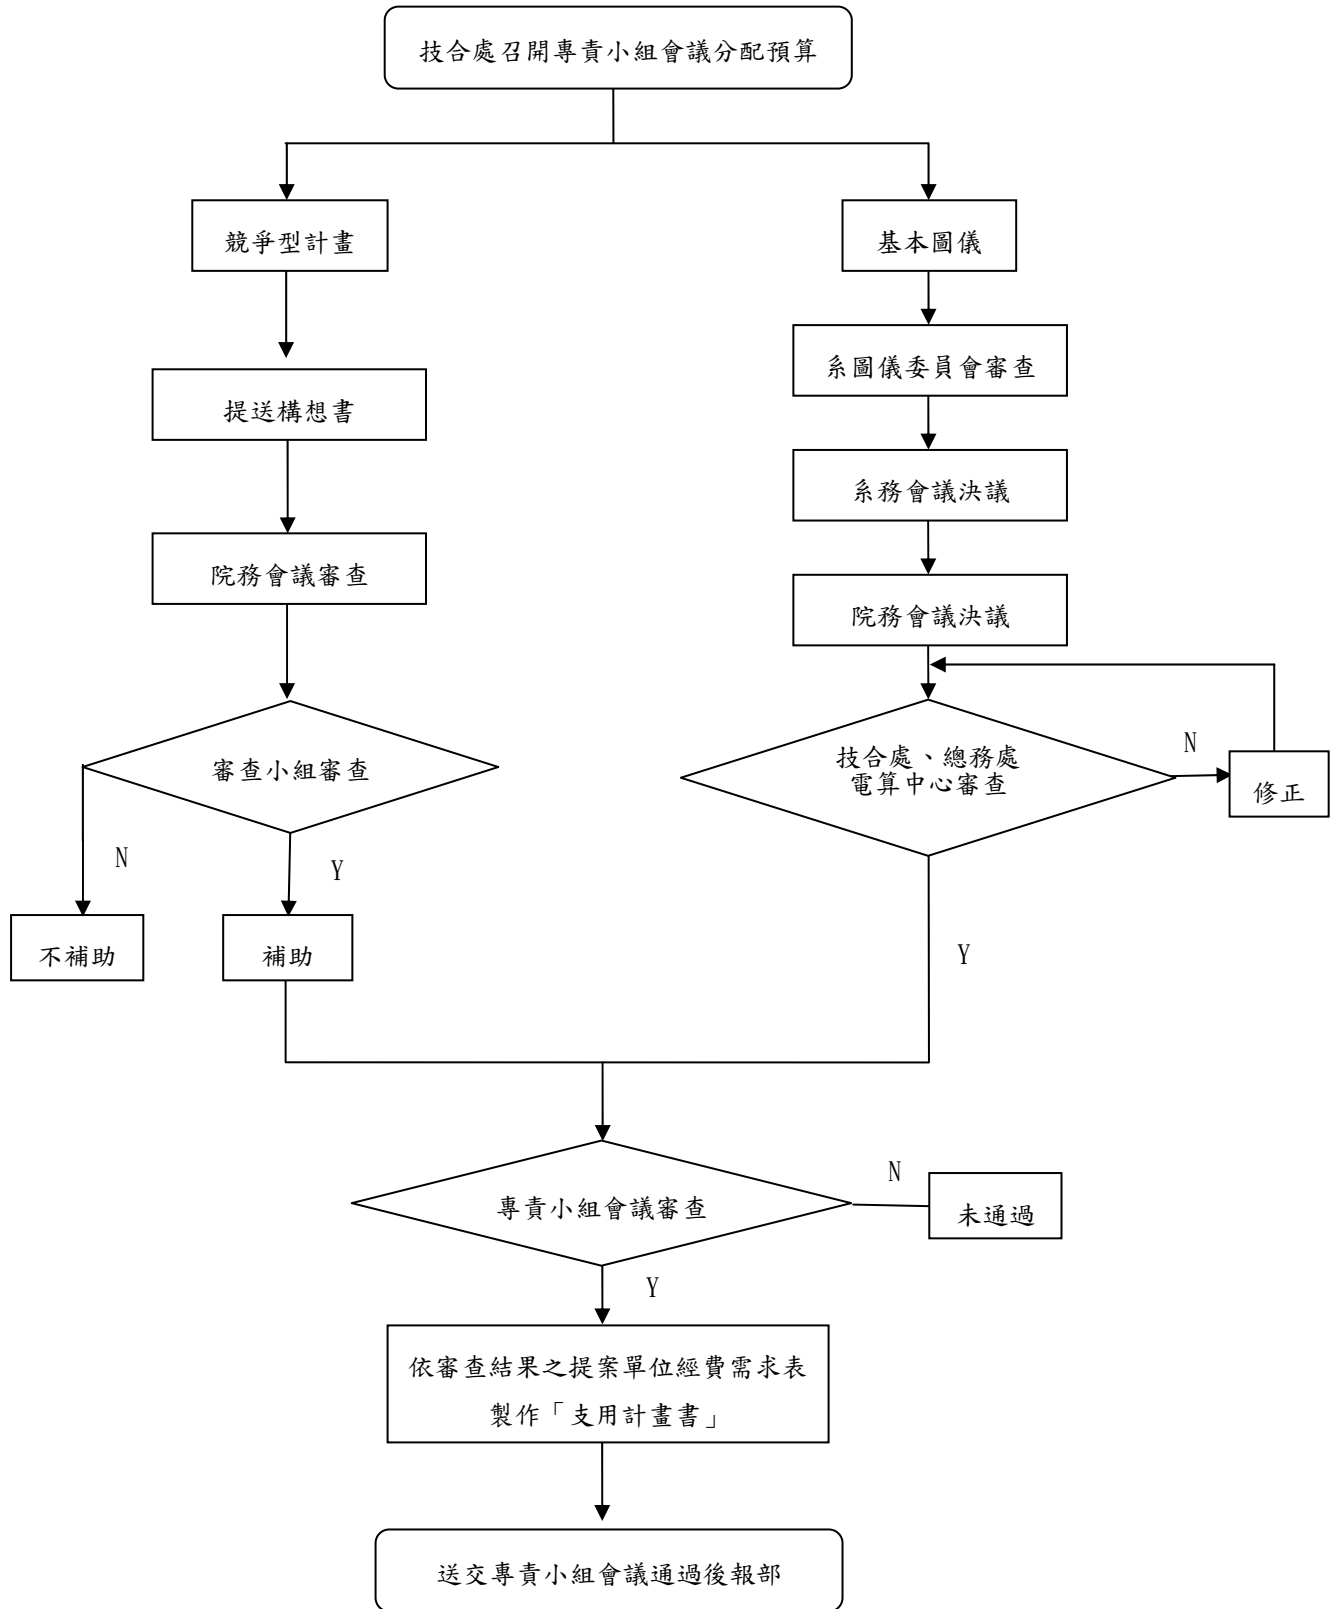 技合處召開專責小組會議分配預算
競爭型計畫
基本圖儀
系圖儀委員會審查
提送構想書
系務會議決議
院務會議審查
院務會議決議
審查小組審查
技合處、總務處
電算中心審查
N
修正
N
Y
不補助
補助
Y
專責小組會議審查
N
未通過
Y
依審查結果之提案單位經費需求表
製作「支用計畫書」
送交專責小組會議通過後報部